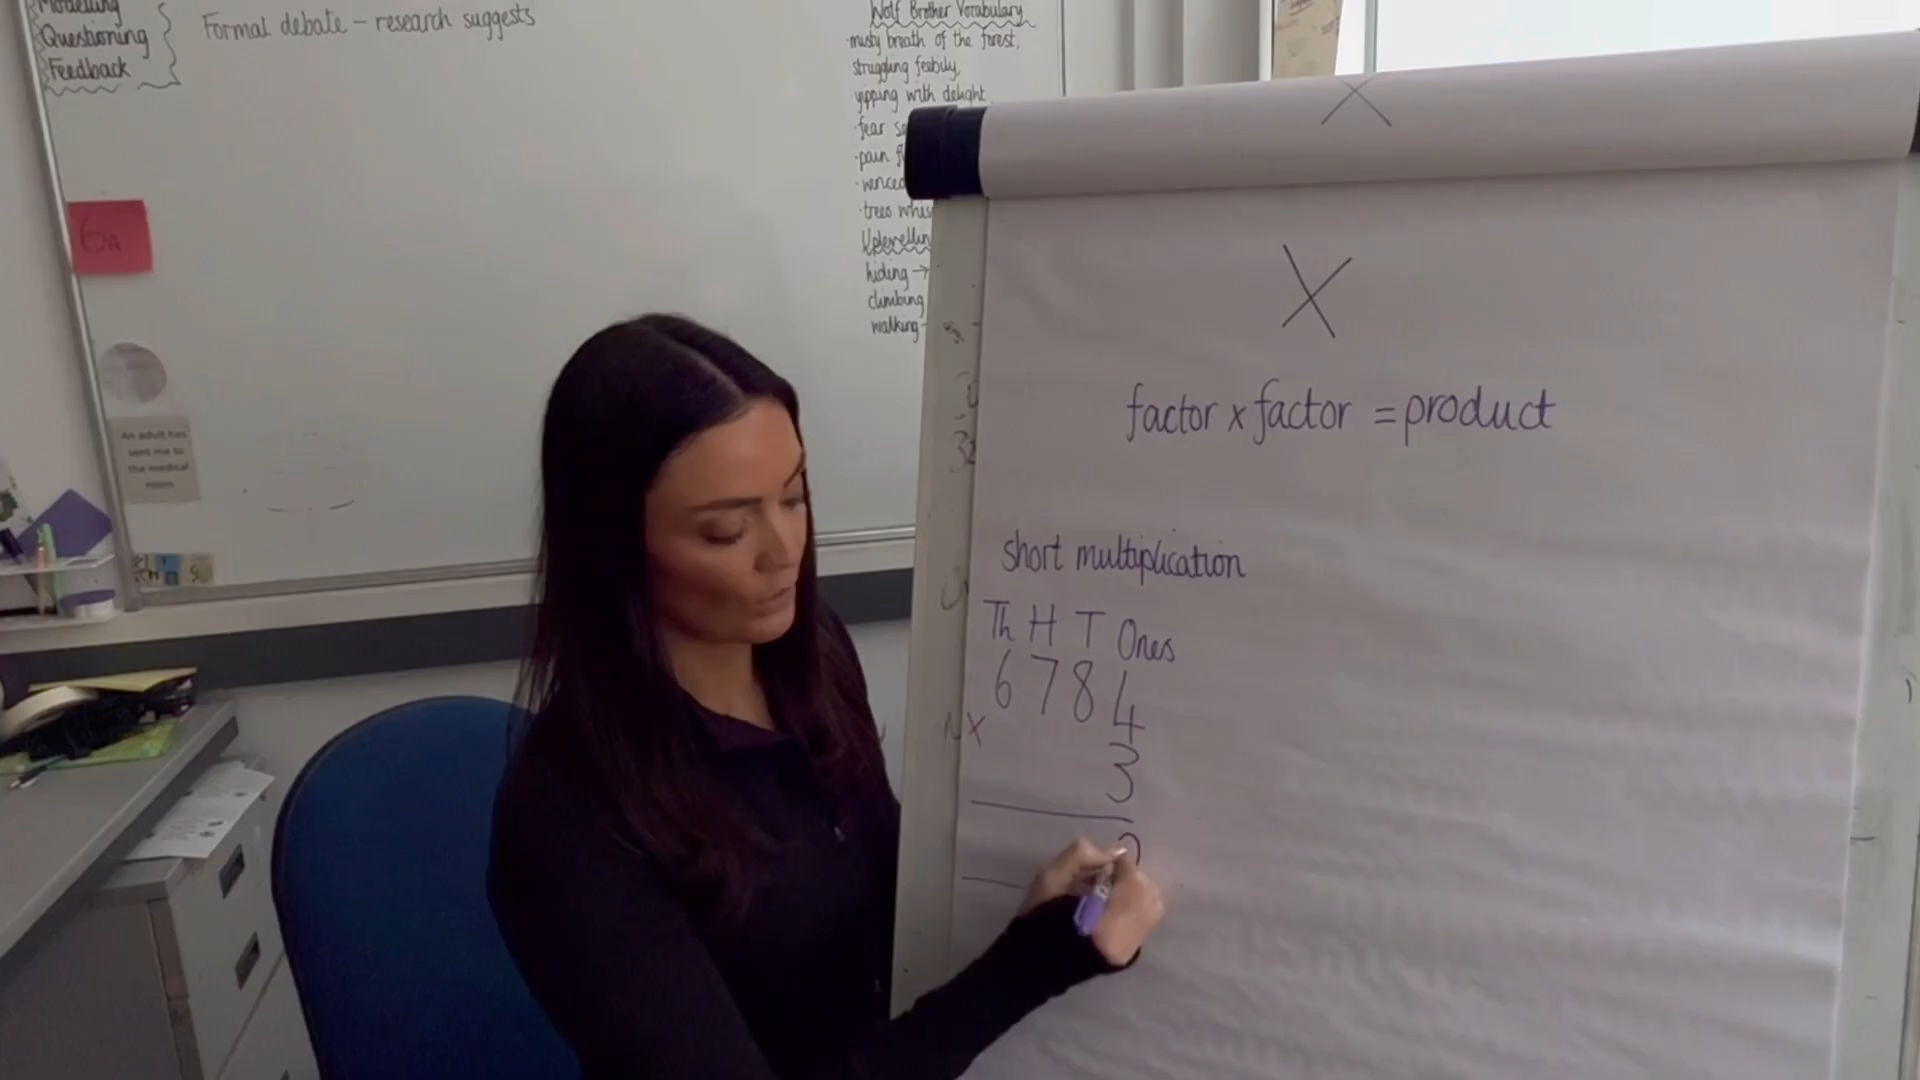 Modelling
Questioning
Feedback
Formal debate – research suggests
Wolf Brother Vocabulary
·musty breath of the forest,
struggling feebly,
·yipping with delight
·fear
·pain
·winced
·trees
hiding →
climbing
walking-
6A
An adult has
sent me to
the medical
room
X
X
factor x factor = product
short multiplication
Th H T Ones
6 7 8 4
X
3
2